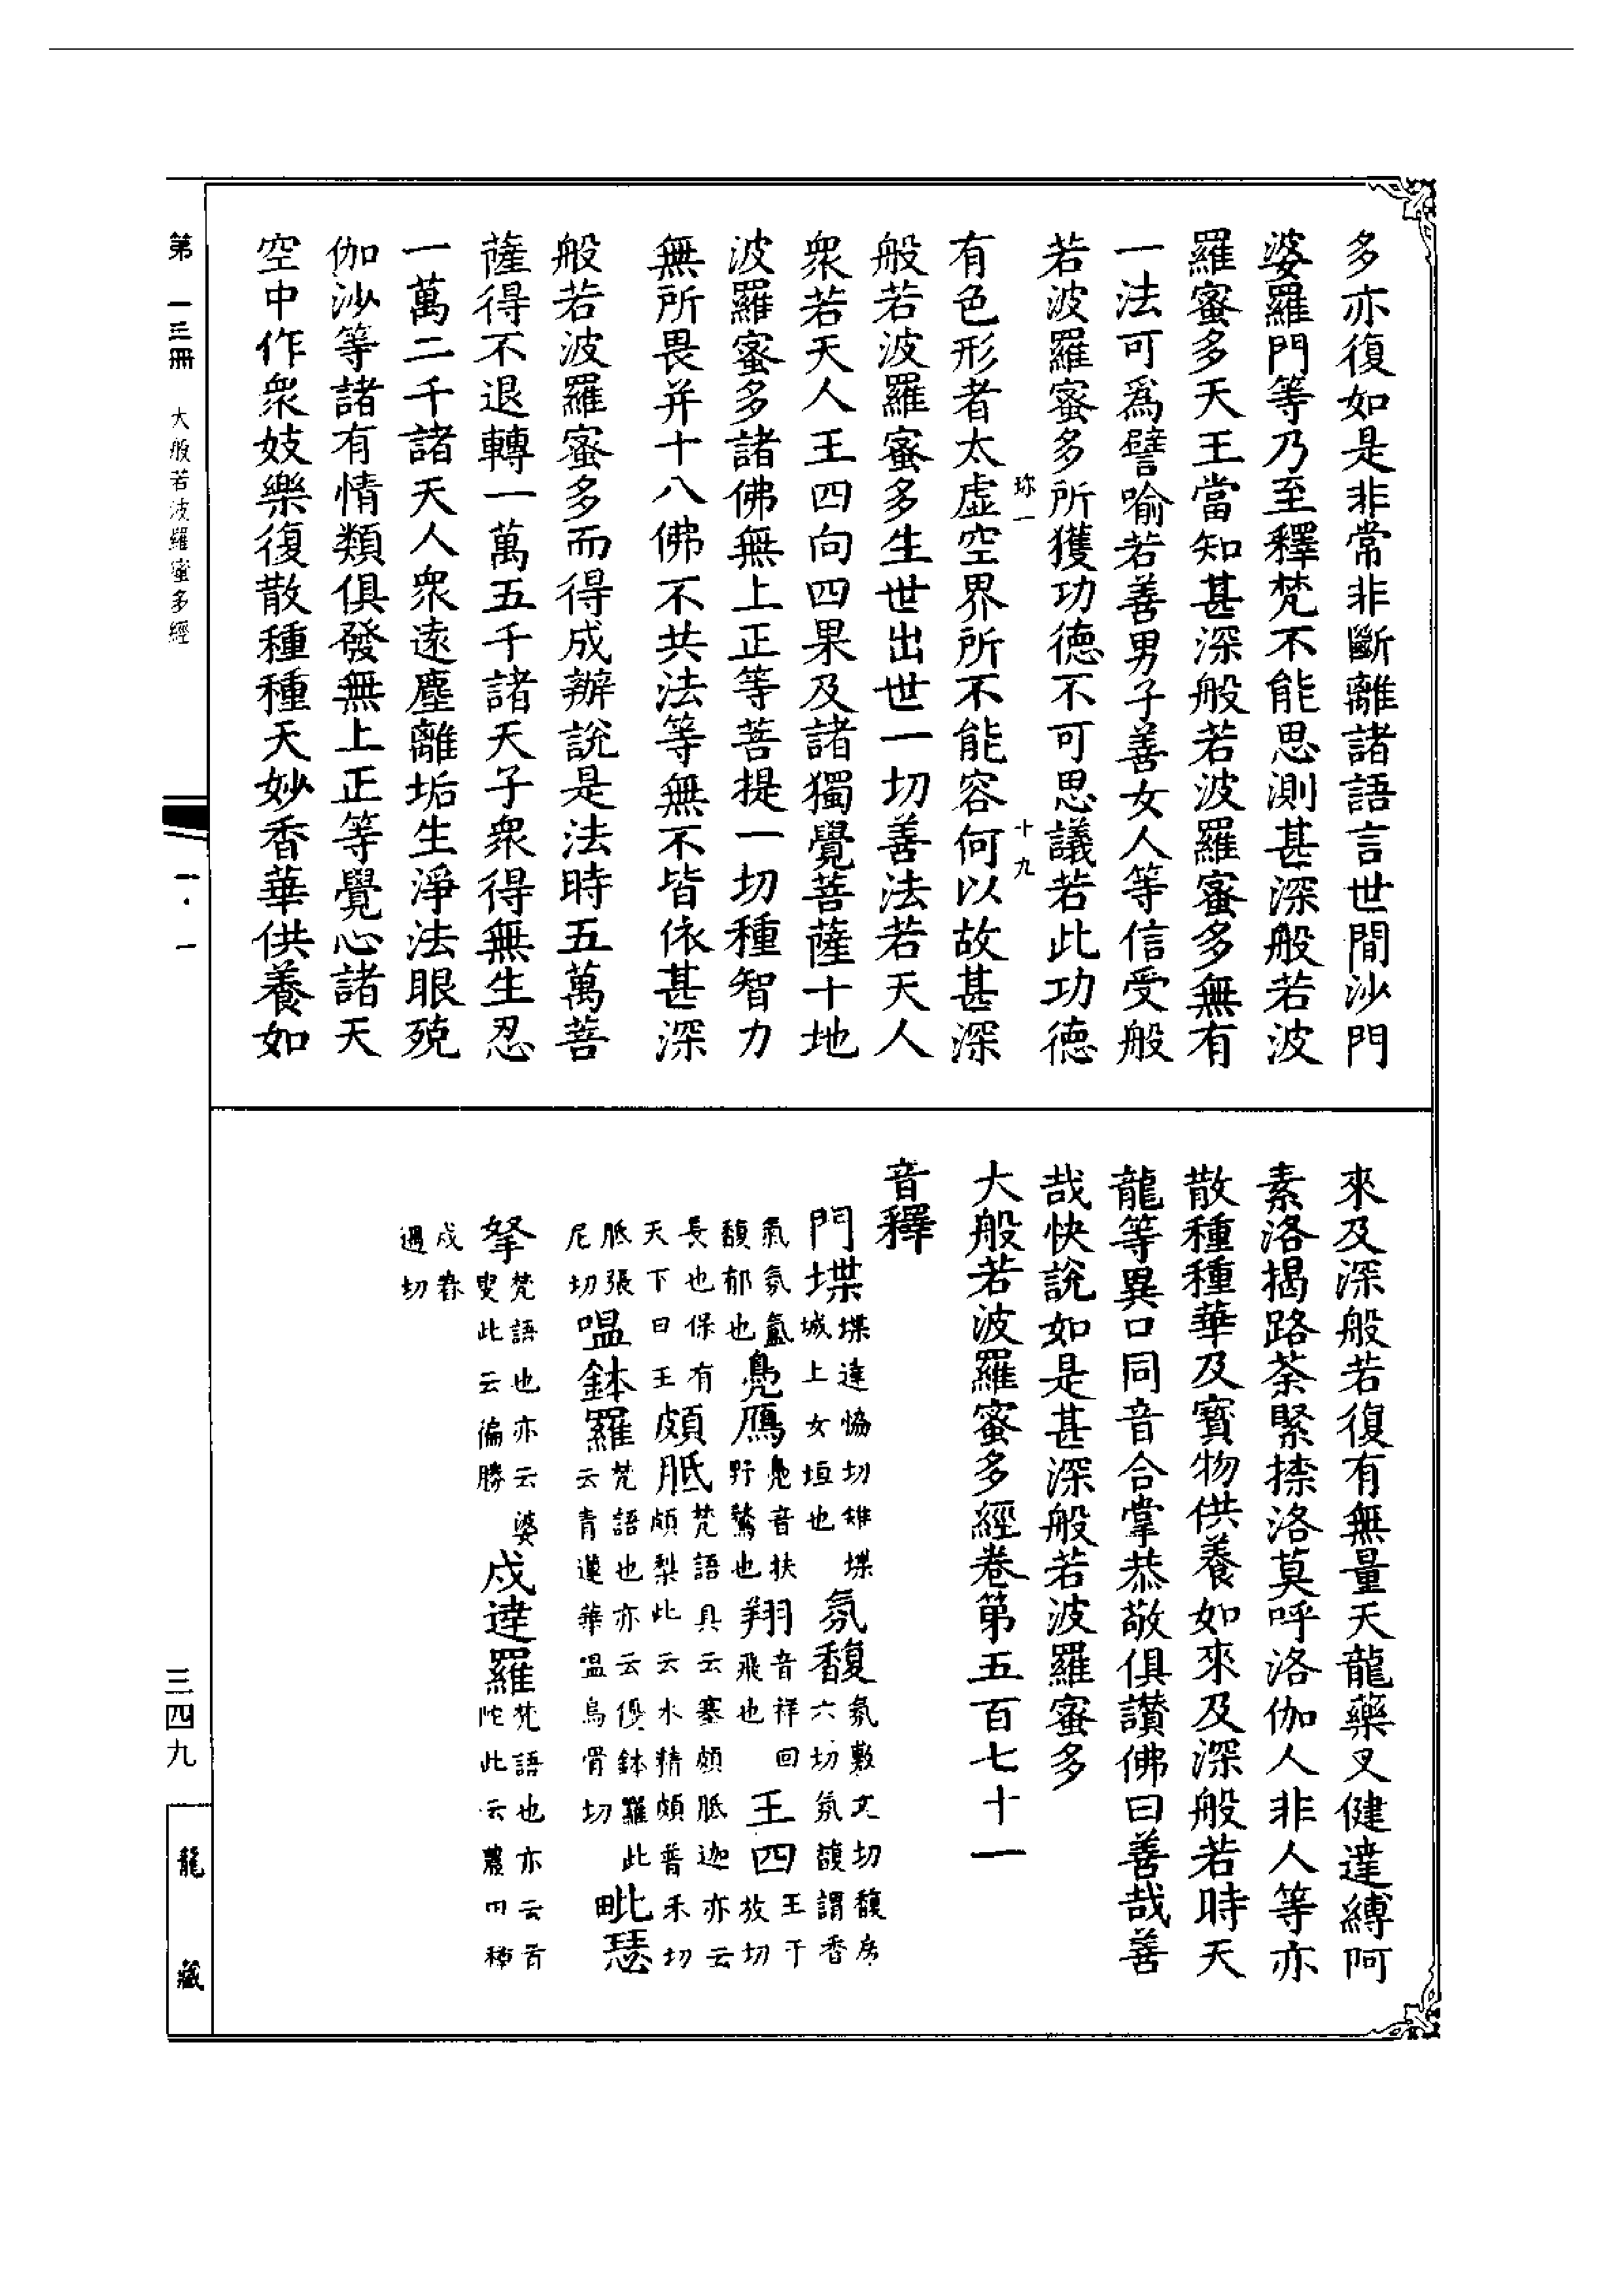 多亦復如是非常非斷離諸語言世間沙門
婆羅門等乃至釋梵不能思測甚深般若波
羅蜜多天王當知甚深般若波羅蜜多無有
一法可爲譬喻若善男子善女人等信受般
若波羅蜜多所獲功德不可思議若此功德
珎一 十九
有色形者太虛空界所不能容何以故甚深
般若波羅蜜多生世出世一切善法若天人
衆若天人王四向四果及諸獨覺菩薩十地
波羅蜜多諸佛無上正等菩提一切種智力
無所畏并十八佛不共法等無不皆依甚深
般若波羅蜜多而得成辦說是法時五萬菩
薩得不退轉一萬五千諸天子衆得無生忍
一萬二千諸天人衆遠塵離垢生淨法眼殑
伽沙等諸有情類俱發無上正等覺心諸天
空中作衆妓樂復散種種天妙香華供養如
來及深般若復有無量天龍藥叉健達縛阿
素洛揭路荼緊捺洛莫呼洛伽人非人等亦
散種種華及寶物供養如來及深般若時天
龍等異口同音合掌恭敬俱讃佛曰善哉善
哉快說如是甚深般若波羅蜜多
大般若波羅蜜多經卷第五百七十一
音釋
門堞堞達恊切雉堞城上女垣也 氛馥氛敷文切馥房六切氛馥謂香
氣氛氳馥郁也 鳧鴈鳧音扶野鶩也 翔音祥回飛也 王四王于放切
長也保有天下曰王 頗胝梵語具云塞頗胝迦亦云頗梨此云水精頗普禾切
胝張尼切 嗢鉢羅梵語也亦云優鉢羅此云青蓮華嗢烏骨切 毗瑟
拏梵語也亦云婆叟此云徧勝 戍達羅梵語也亦云首陀此云農田種
戍舂遇切
第一三冊 大般若波羅蜜多經
一·一
三四九
龍藏